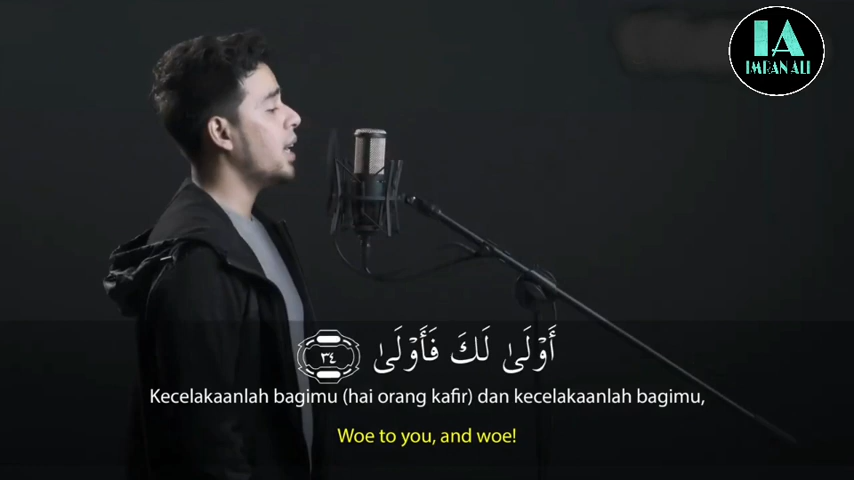 IA
IMRAN ALI
أَوْلَىٰ لَكَ فَأَوْلَىٰ ٣٤
Kecelakaanlah bagimu (hai orang kafir) dan kecelakaanlah bagimu,
Woe to you, and woe!